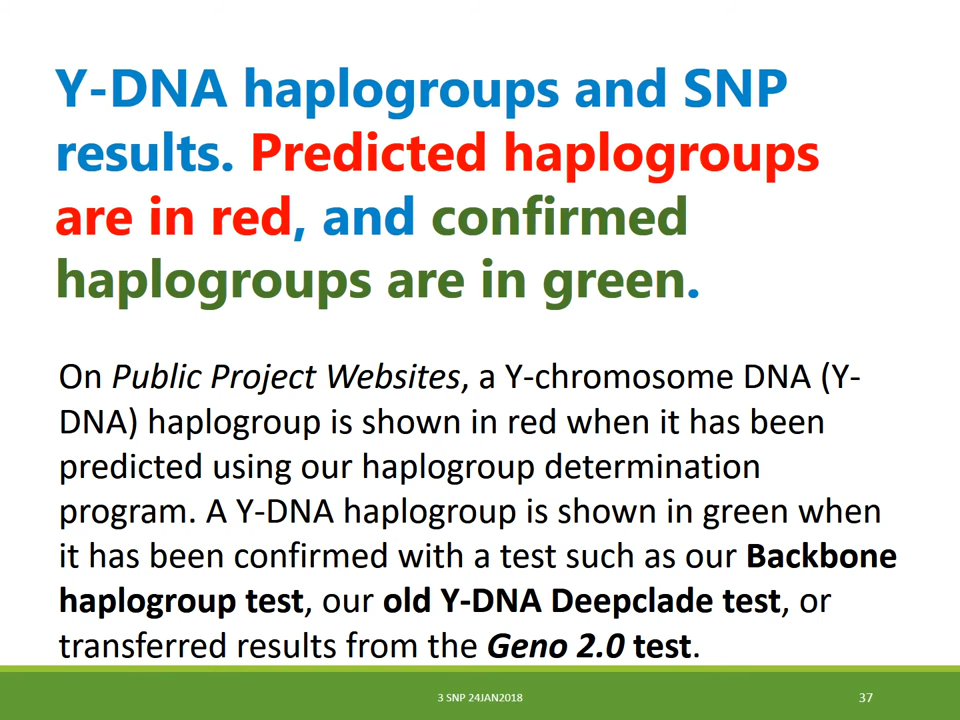 Y-DNA haplogroups and SNP
results. Predicted haplogroups
are in red, and confirmed
haplogroups are in green.
On Public Project Websites, a Y-chromosome DNA (Y-
DNA) haplogroup is shown in red when it has been
predicted using our haplogroup determination
program. A Y-DNA haplogroup is shown in green when
it has been confirmed with a test such as our Backbone
haplogroup test, our old Y-DNA Deepclade test, or
transferred results from the Geno 2.0 test.
3 SNP 24JAN2018
37